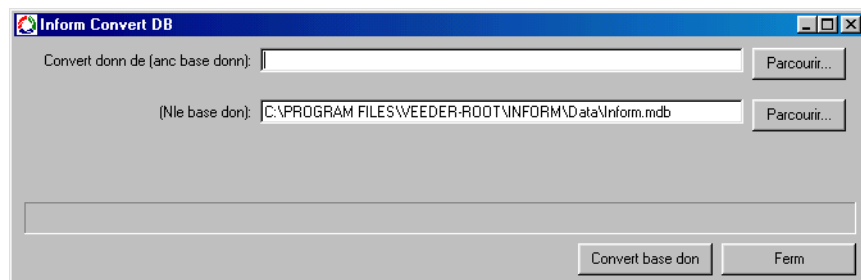 Inform Convert DB
Convert donn de (anc base donn):
Parcourir...
(Nle base don): C:\PROGRAM FILES\VEEDER-ROOT\INFORM\Data\Inform.mdb
Parcourir...
Convert base don
Ferm